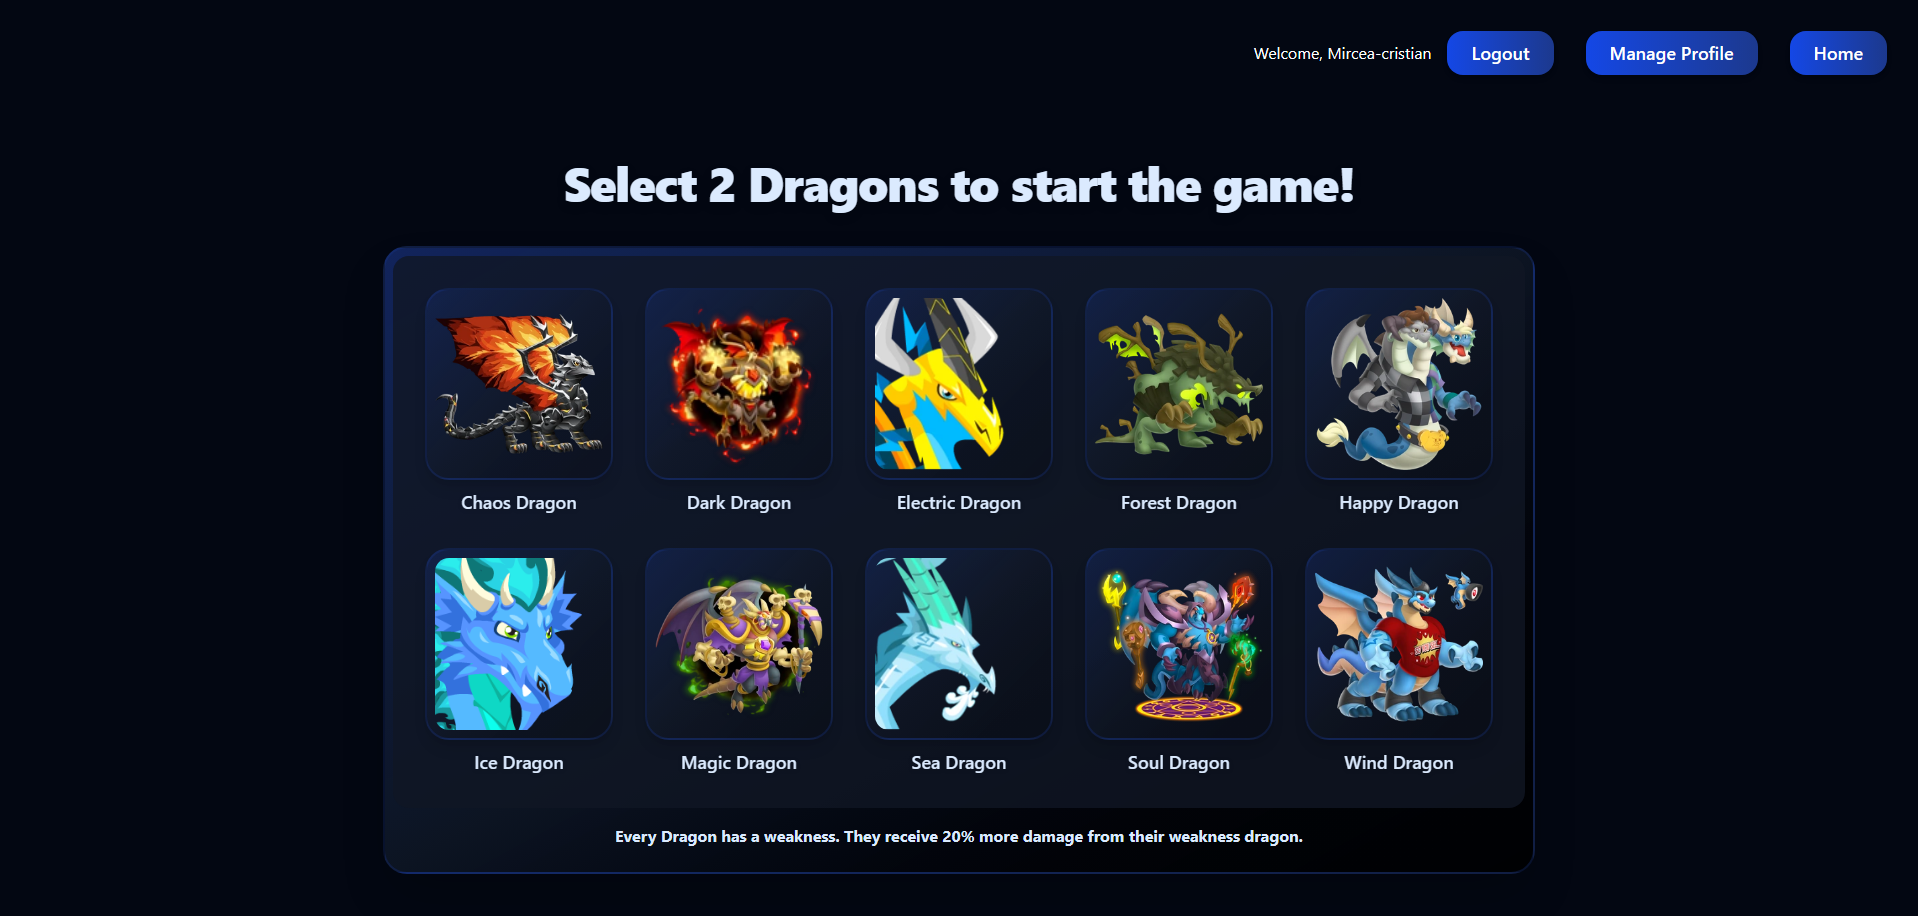 Welcome, Mircea-cristian
Logout
Manage Profile
Home
Select 2 Dragons to start the game!
Chaos Dragon
Dark Dragon
Electric Dragon
Forest Dragon
Happy Dragon
Ice Dragon
Magic Dragon
Sea Dragon
Soul Dragon
Wind Dragon
Every Dragon has a weakness. They receive 20% more damage from their weakness dragon.